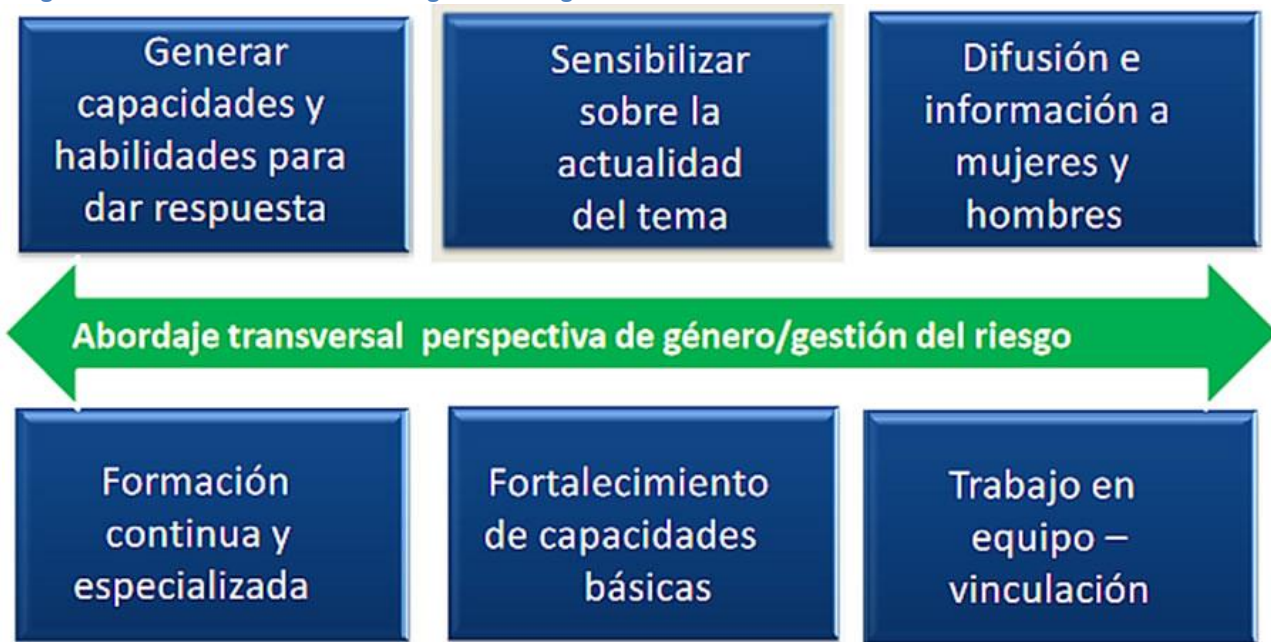 Generar
capacidades y
habilidades para
dar respuesta
Sensibilizar
sobre la
actualidad
del tema
Difusión e
información a
mujeres y
hombres
Abordaje transversal perspectiva de género/gestión del riesgo
Formación
continua y
especializada
Fortalecimiento
de capacidades
básicas
Trabajo en
equipo –
vinculación